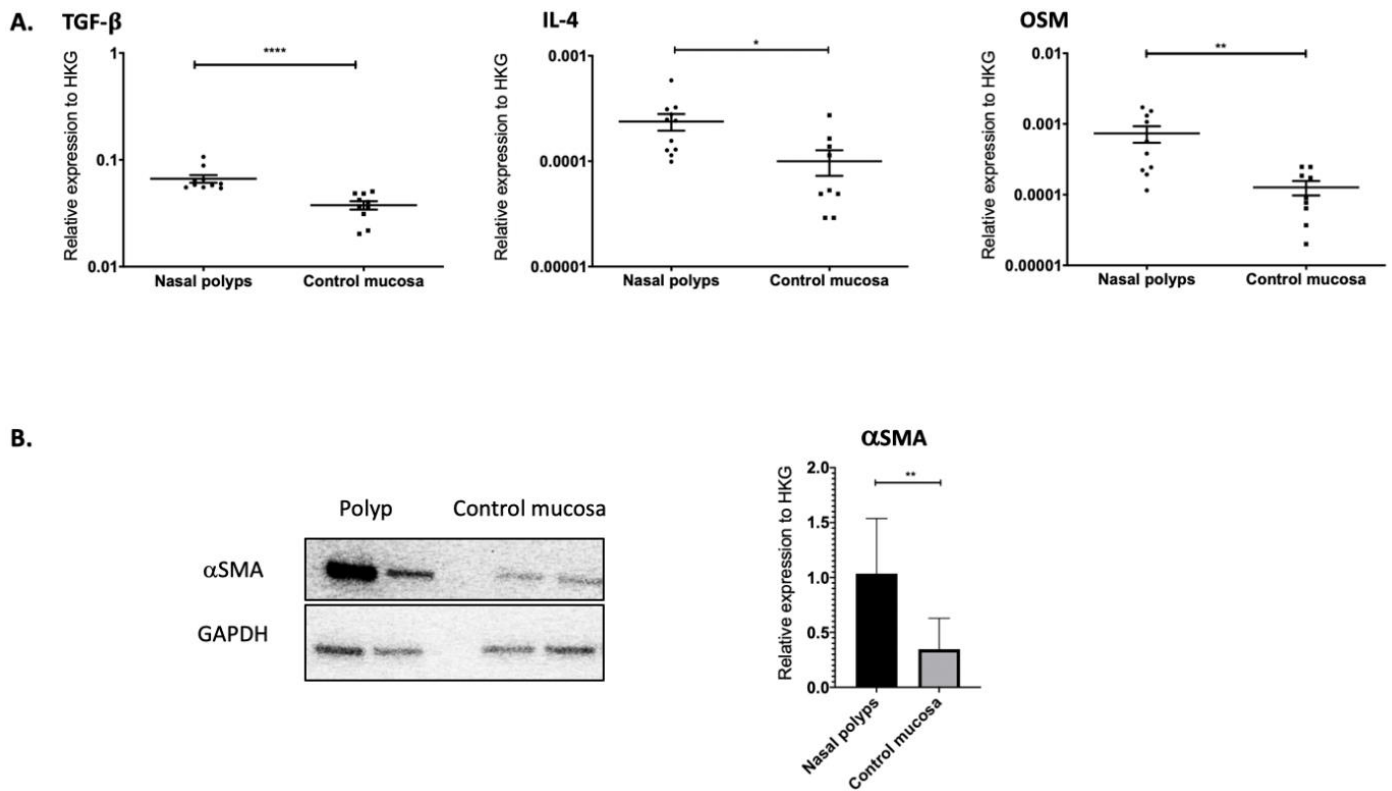 A.
TGF-β
Relative expression to HKG
1
0.1
0.01
****
Nasal polyps
Control mucosa
IL-4
Relative expression to HKG
0.001
0.0001
0.00001
*
Nasal polyps
Control mucosa
OSM
Relative expression to HKG
0.01
0.001
0.0001
0.00001
**
Nasal polyps
Control mucosa
B.
Polyp
Control mucosa
αSMA
GAPDH
αSMA
Relative expression to HKG
2.0
1.5
1.0
0.5
0.0
**
Nasal polyps
Control mucosa